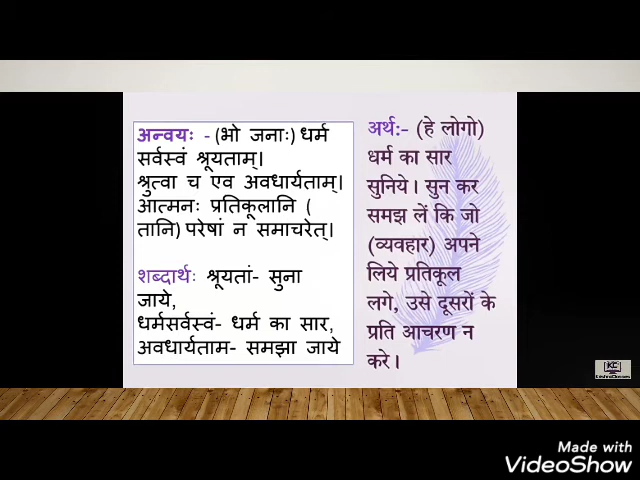 अन्वयः - (भो जनाः) धर्म
सर्वस्वं श्रूयताम्।
श्रुत्वा च एव अवधार्यताम्।
आत्मनः प्रतिकूलानि (
तानि) परेषां न समाचरेत्।
शब्दार्थः श्रूयतां- सुना
जाये,
धर्मसर्वस्वं- धर्म का सार,
अवधार्यताम- समझा जाये
अर्थ:- (हे लोगो)
धर्म का सार
सुनिये। सुन कर
समझ लें कि जो
(व्यवहार) अपने
लिये प्रतिकूल
लगे, उसे दूसरों के
प्रति आचरण न
करे।
KC
Made with
VideoShow